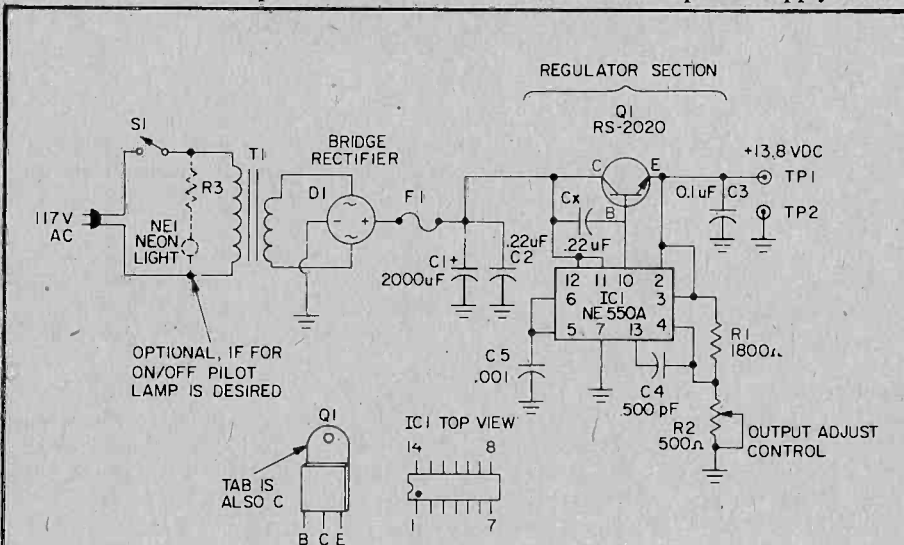 REGULATOR SECTION
Q1
RS-2020
S1
BRIDGE
RECTIFIER
+13.8 VDC
T1
C
E
TP1
R3
D1
F1
0.1uF
C3
117V
AC
Cx
B
TP2
NE1
NEON
LIGHT
- +
.22uF
.22uF
C1+
C2
2000uF
12 11 10 2
6 IC1 3
NE550A
5 7 13 4
R1
1800Ω
OPTIONAL, IF FOR
ON/OFF PILOT
LAMP IS DESIRED
C5
.001
C4
.500 pF
R2
500Ω
OUTPUT ADJUST
CONTROL
Q1
IC1 TOP VIEW
14 8
TAB IS
ALSO C
1 7
B C E